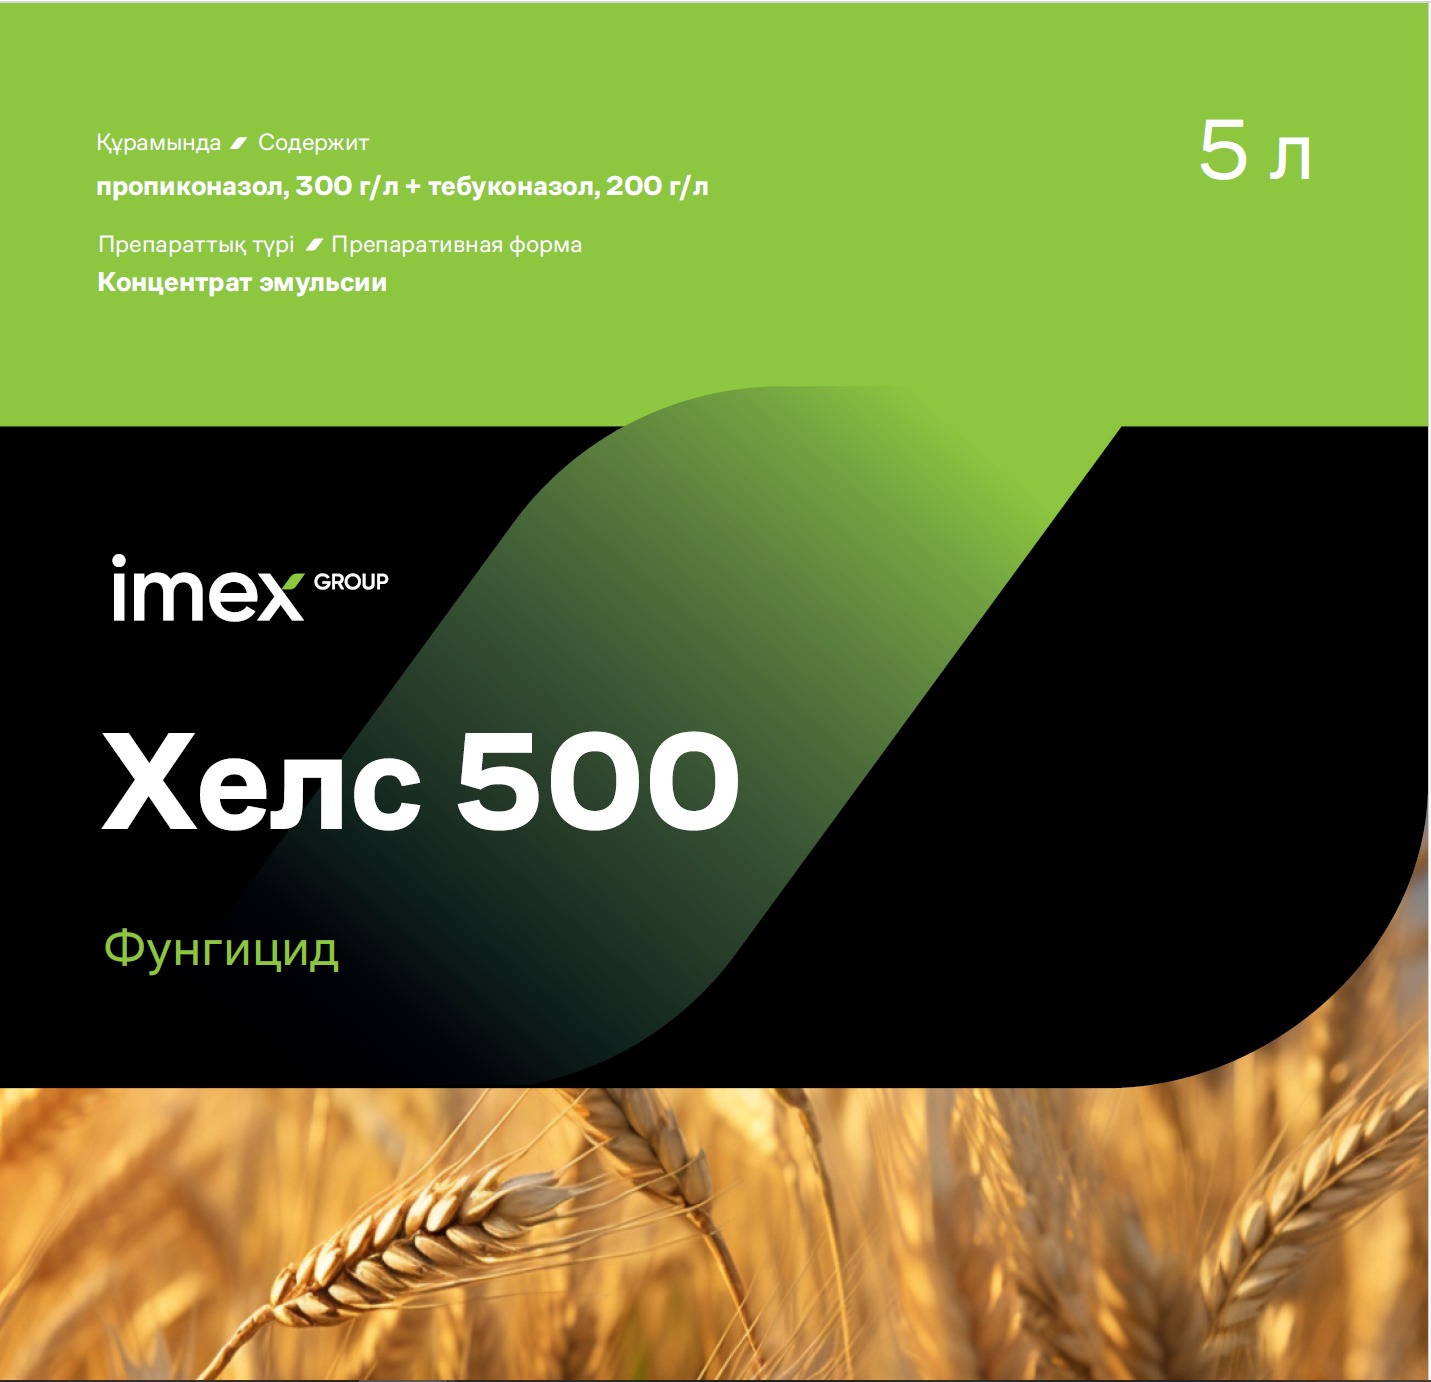 Құрамында Содержит
5 л
пропиконазол, 300 г/л + тебуконазол, 200 г/л
Препараттық түрі Препаративная форма
Концентрат эмульсии
imex GROUP
Хелс 500
Фунгицид